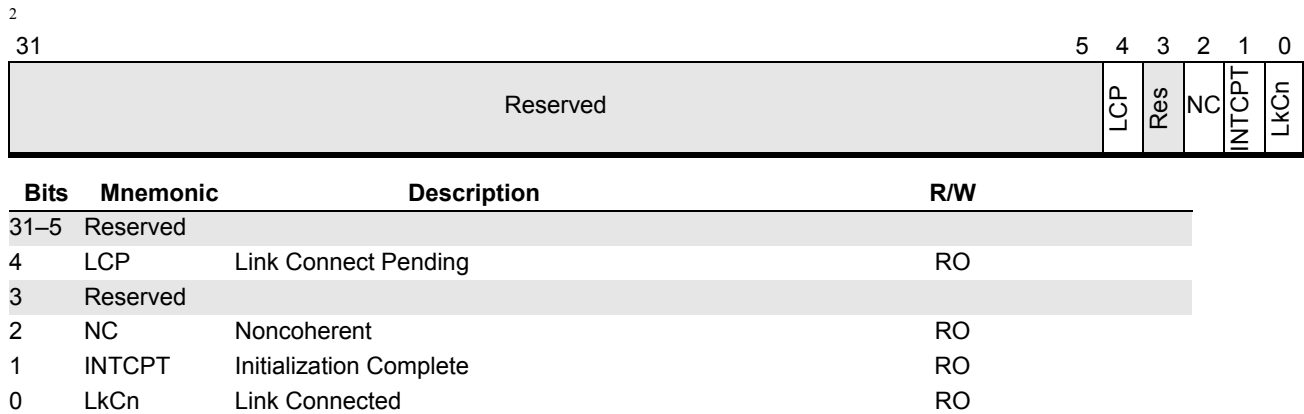 2
31 5 4 3 2 1 0
Reserved LCP Res NC INTCPT LkCn
Bits Mnemonic Description R/W
31–5 Reserved
4 LCP Link Connect Pending RO
3 Reserved
2 NC Noncoherent RO
1 INTCPT Initialization Complete RO
0 LkCn Link Connected RO